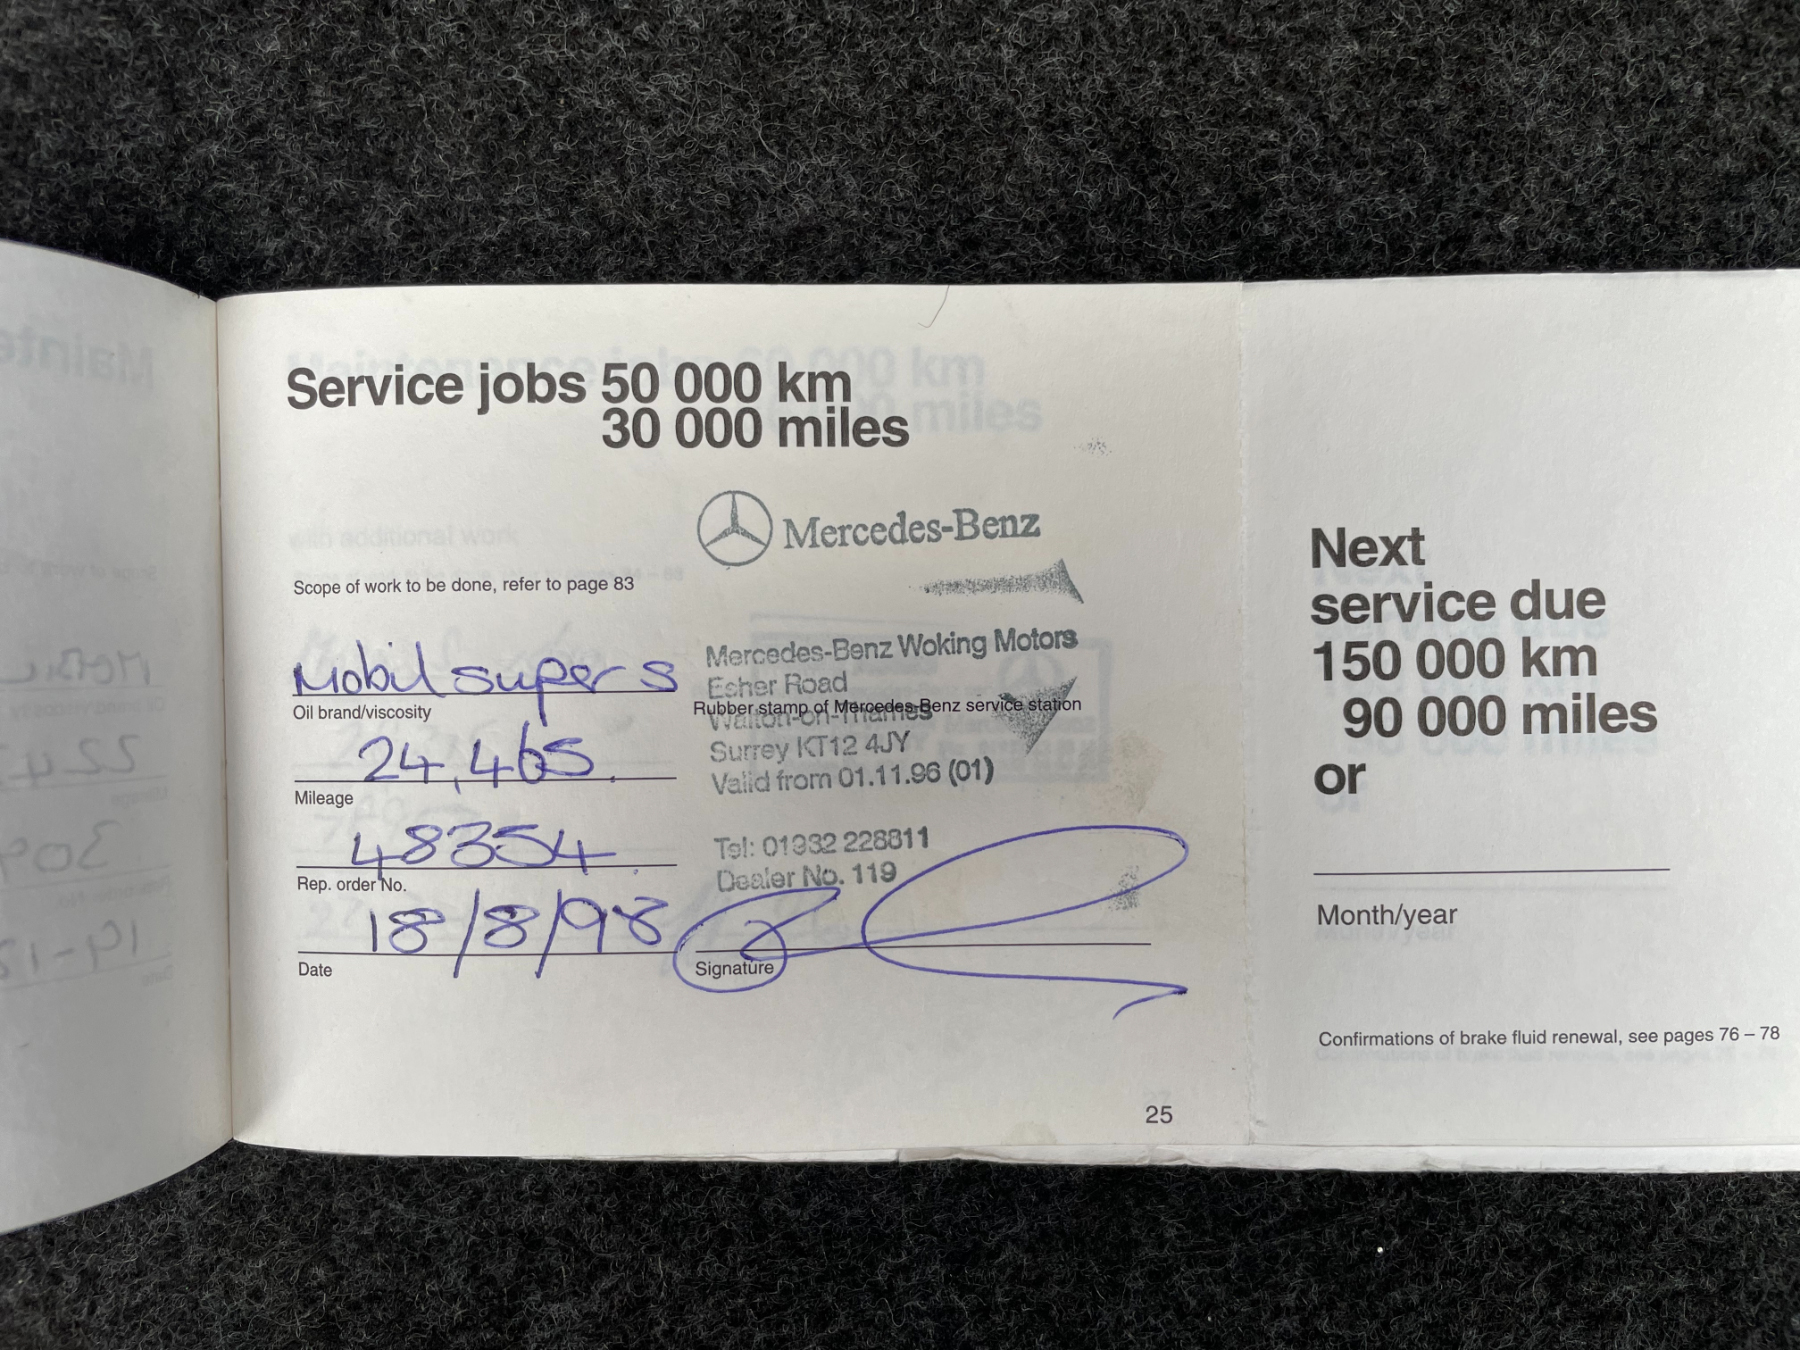 Service jobs 50 000 km
30 000 miles
Mercedes-Benz
Scope of work to be done, refer to page 83
Mobil super s
Oil brand/viscosity
24,465.
Mileage
48354
Rep. order No.
18/8/98
Date
Mercedes-Benz Woking Motors
Esher Road
Rubber stamp of Mercedes-Benz service station
Walton-on-Thames
Surrey KT12 4JY
Valid from 01.11.96 (01)
Tel: 01932 228811
Dealer No. 119
Signature
25
Next
service due
150 000 km
90 000 miles
or
Month/year
Confirmations of brake fluid renewal, see pages 76 – 78